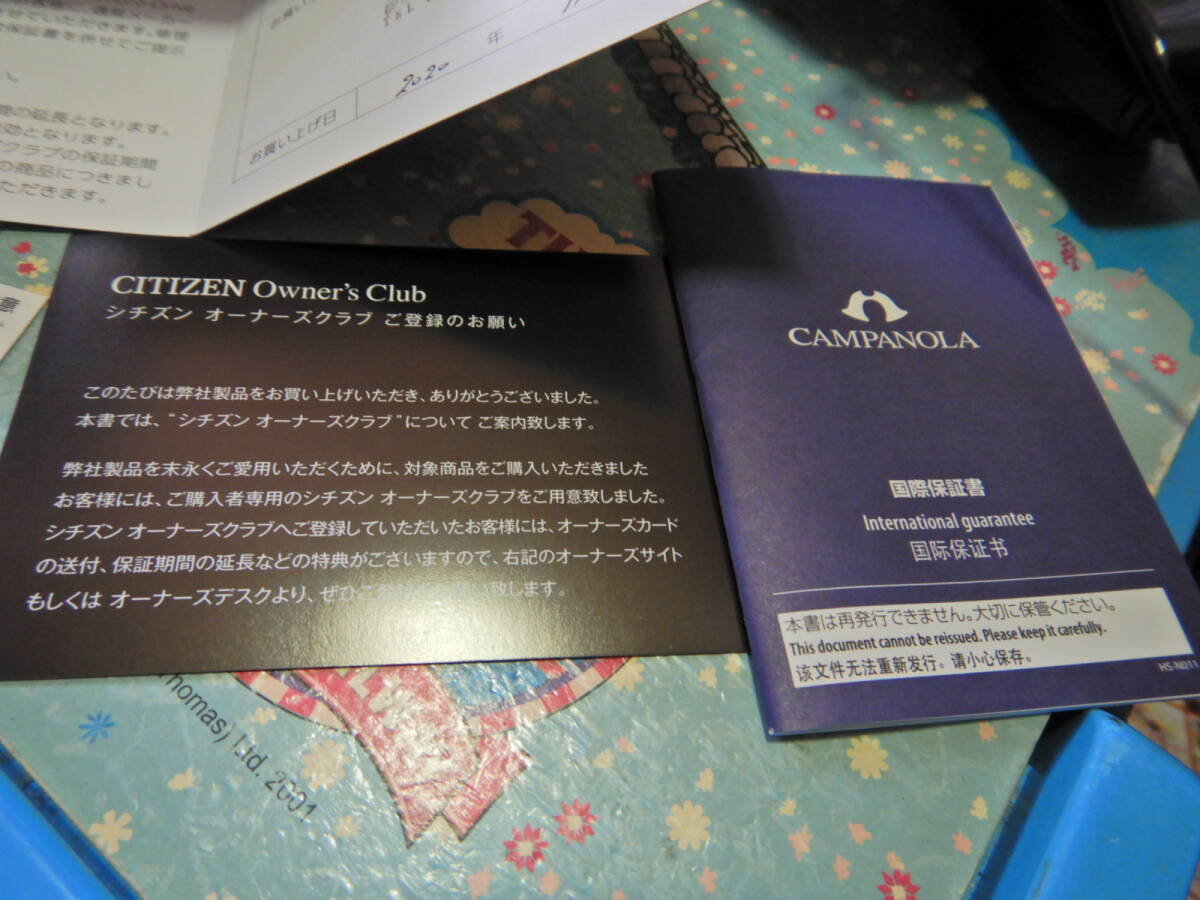 保証書を併せてご提示
間の延長となります。
効となります。
クラブの保証期間
の商品につきまし
ただきます。
年
2020
お買い上げ日
CITIZEN Owner's Club
シチズン オーナーズクラブ ご登録のお願い
このたびは弊社製品をお買い上げいただき、ありがとうございました。
本書では、“シチズン オーナーズクラブ”について ご案内致します。
弊社製品を末永くご愛用いただくために、対象商品をご購入いただきました
お客様には、ご購入者専用のシチズン オーナーズクラブをご用意致しました。
シチズン オーナーズクラブへご登録していただいたお客様には、オーナーズカード
の送付、保証期間の延長などの特典がございますので、右記のオーナーズサイト
もしくは オーナーズデスクより、ぜひご 致します。
意
CAMPANOLA
国際保証書
International guarantee
国际保证书
本書は再発行できません。大切に保管ください。
This document cannot be reissued. Please keep it carefully.
该文件无法重新发行。请小心保存。
HS-N011
Thomas) Ltd. 2001